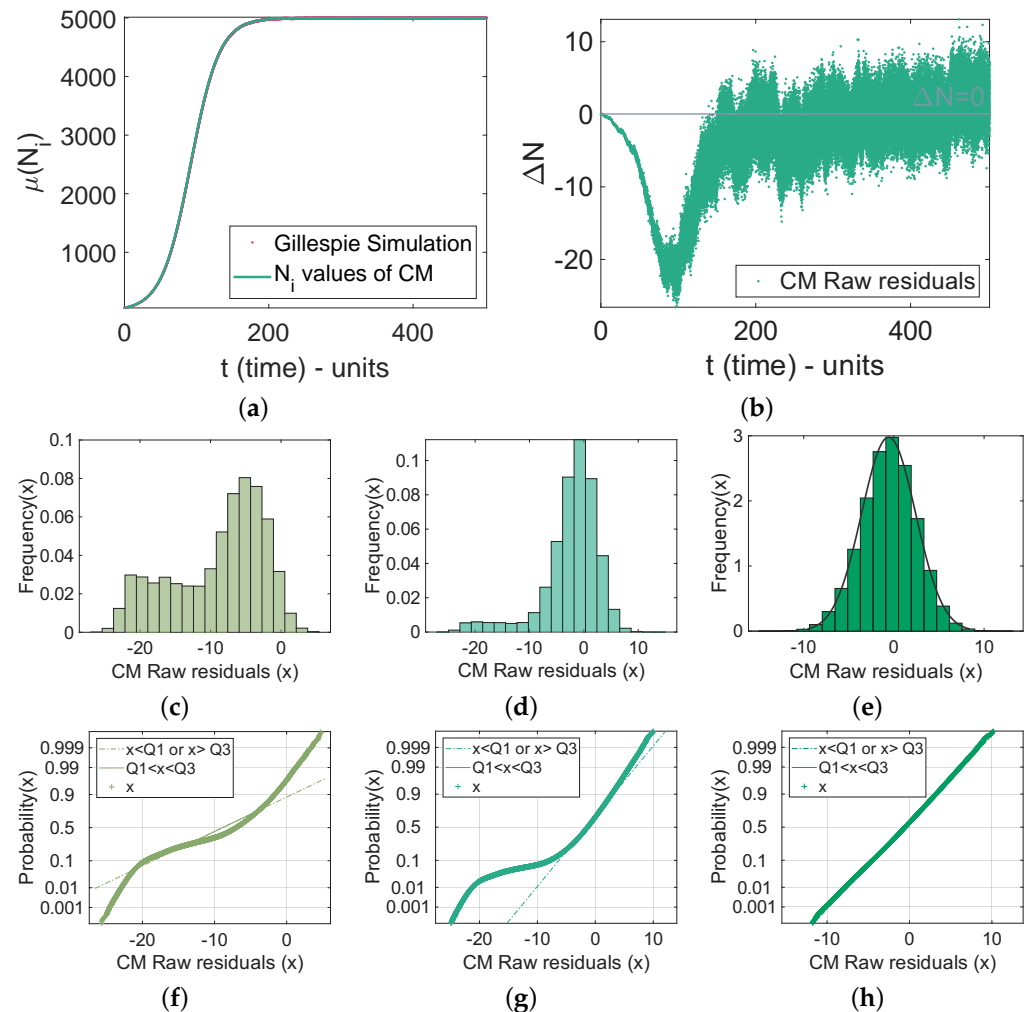 5000
4000
3000
2000
1000
0 200 400
μ(N_i)
t (time) - units
Gillespie Simulation
N_i values of CM
(a)
10
0
-10
-20
0 200 400
ΔN
t (time) - units
ΔN=0
CM Raw residuals
(b)
0.1
0.08
0.06
0.04
0.02
0
-20 -10 0
Frequency(x)
CM Raw residuals (x)
(c)
0.1
0.08
0.06
0.04
0.02
0
-20 -10 0 10
Frequency(x)
CM Raw residuals (x)
(d)
3
2
1
0
-10 0 10
Frequency(x)
CM Raw residuals (x)
(e)
0.999
0.99
0.9
0.5
0.1
0.01
0.001
-20 -10 0
Probability(x)
x<Q1 or x> Q3
Q1<x<Q3
x
CM Raw residuals (x)
(f)
0.999
0.99
0.9
0.5
0.1
0.01
0.001
-20 -10 0 10
Probability(x)
x<Q1 or x> Q3
Q1<x<Q3
x
CM Raw residuals (x)
(g)
0.999
0.99
0.9
0.5
0.1
0.01
0.001
-10 0 10
Probability(x)
x<Q1 or x> Q3
Q1<x<Q3
x
CM Raw residuals (x)
(h)